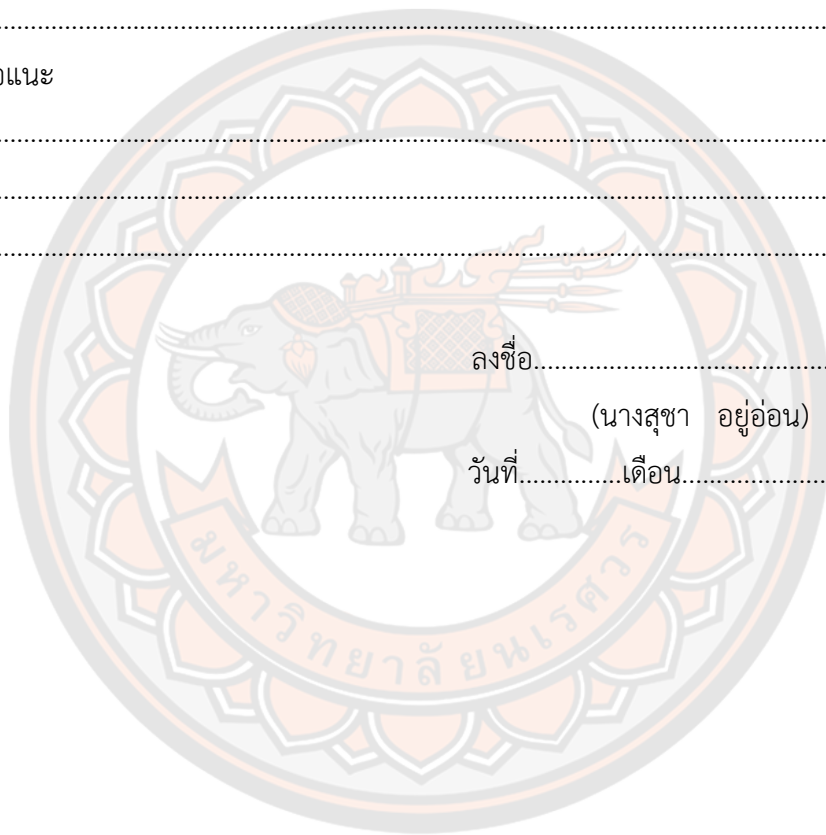 ................................................................................................................
อแนะ
................................................................................................................
................................................................................................................
................................................................................................................
ลงชื่อ..........................................
(นางสุชา อยู่อ่อน)
วันที่...............เดือน.....................
มหาวิทยาลัยนเรศวร